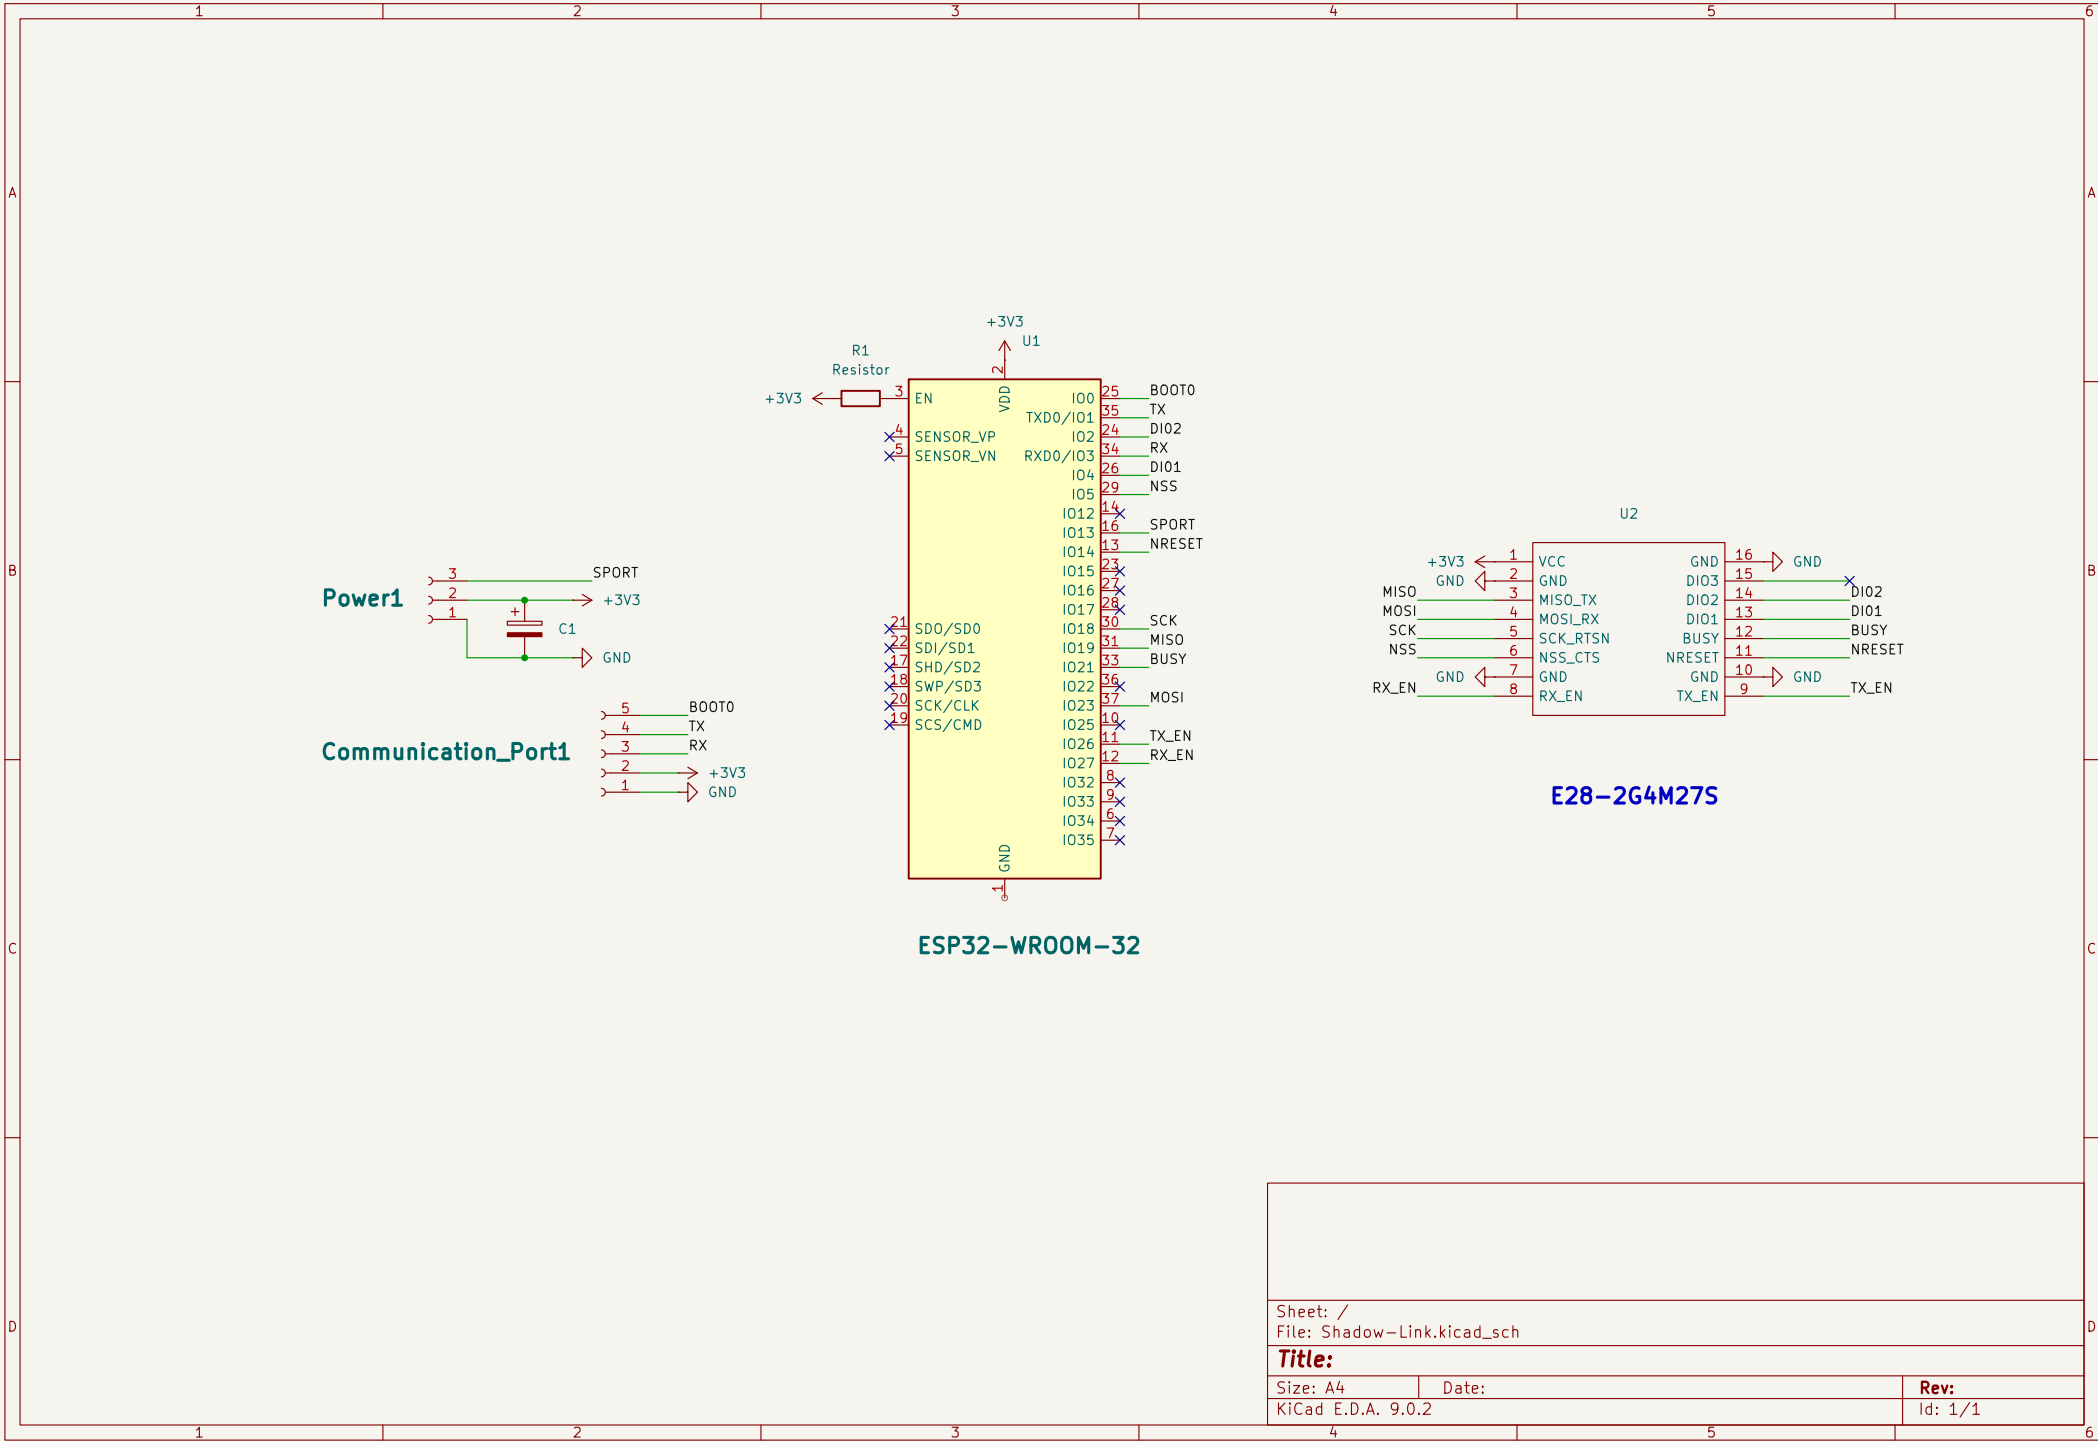 1 2 3 4 5 6
A A
B B
C C
D D
+3V3
U1
R1
Resistor
+3V3
2
VDD
3 EN
4 SENSOR_VP
5 SENSOR_VN
21 SDO/SD0
22 SDI/SD1
17 SHD/SD2
18 SWP/SD3
20 SCK/CLK
19 SCS/CMD
IO0 25 BOOT0
TXD0/IO1 35 TX
IO2 24 DIO2
RXD0/IO3 34 RX
IO4 26 DIO1
IO5 29 NSS
IO12 14
IO13 16 SPORT
IO14 13 NRESET
IO15 23
IO16 27
IO17 28
IO18 30 SCK
IO19 31 MISO
IO21 33 BUSY
IO22 36
IO23 37 MOSI
IO25 10
IO26 11 TX_EN
IO27 12 RX_EN
IO32 8
IO33 9
IO34 6
IO35 7
GND
1
ESP32-WROOM-32
Power1
3 SPORT
2 +3V3
1
+
C1
GND
Communication_Port1
5 BOOT0
4 TX
3 RX
2 +3V3
1 GND
U2
+3V3 1 VCC
GND 2 GND
MISO 3 MISO_TX
MOSI 4 MOSI_RX
SCK 5 SCK_RTSN
NSS 6 NSS_CTS
GND 7 GND
RX_EN 8 RX_EN
GND 16 GND
DIO3 15
DIO2 14 DIO2
DIO1 13 DIO1
BUSY 12 BUSY
NRESET 11 NRESET
GND 10 GND
TX_EN 9 TX_EN
E28-2G4M27S
Sheet: /
File: Shadow-Link.kicad_sch
Title:
Size: A4 Date: Rev:
KiCad E.D.A. 9.0.2 Id: 1/1
1 2 3 4 5 6